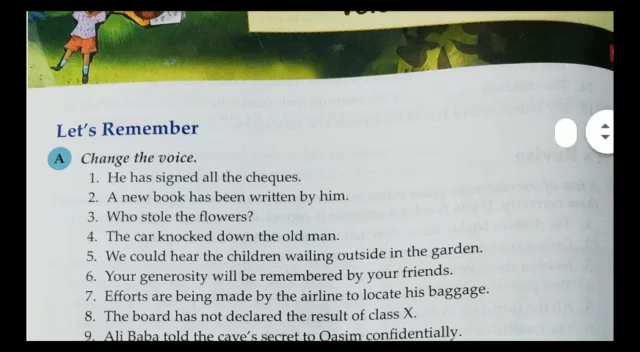 Let's Remember
A Change the voice.
1. He has signed all the cheques.
2. A new book has been written by him.
3. Who stole the flowers?
4. The car knocked down the old man.
5. We could hear the children wailing outside in the garden.
6. Your generosity will be remembered by your friends.
7. Efforts are being made by the airline to locate his baggage.
8. The board has not declared the result of class X.
9. Ali Baba told the cave's secret to Qasim confidentially.